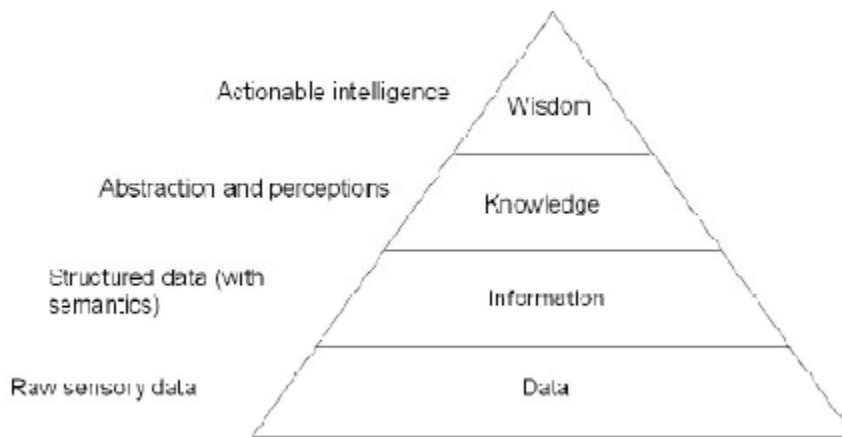 Actionable intelligence
Wisdom
Abstraction and perceptions
Knowledge
Structured data (with
semantics)
Information
Raw sensory data
Data